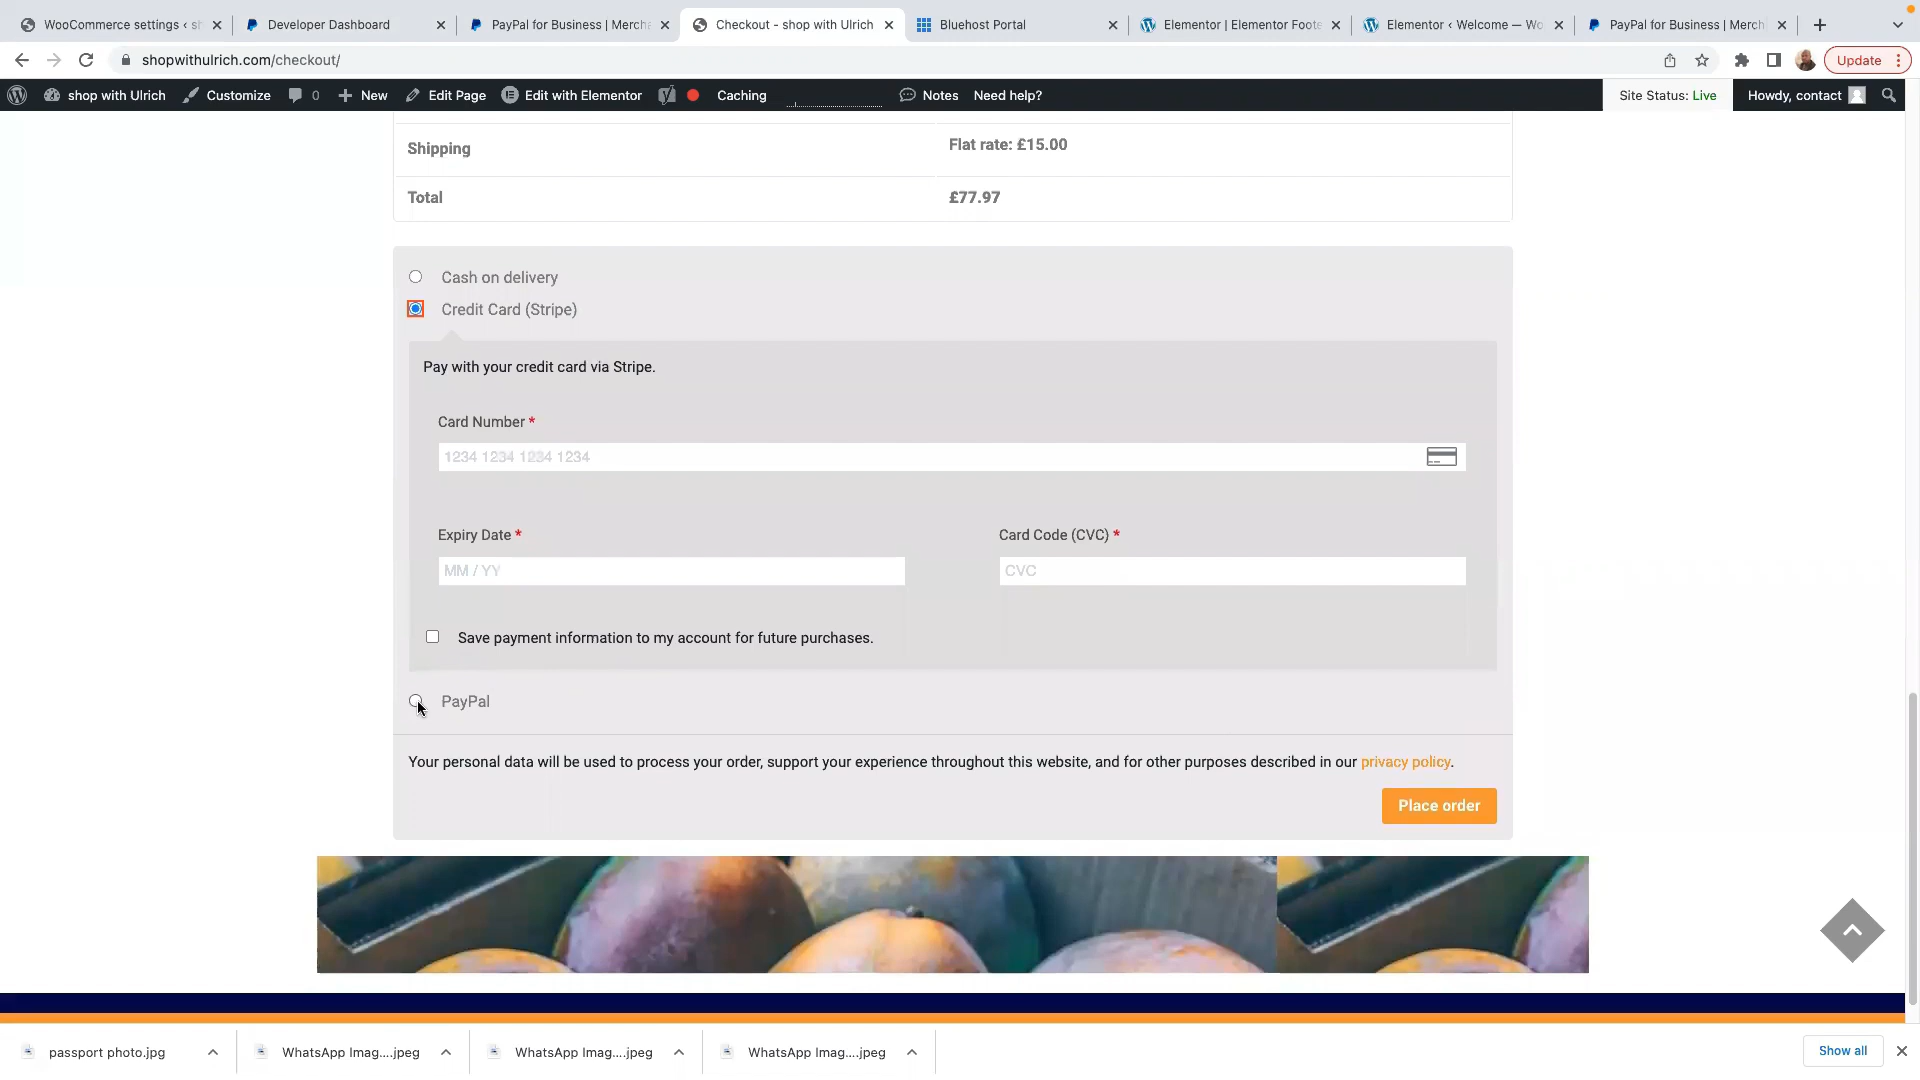 WooCommerce settings ‹ sh
Developer Dashboard
PayPal for Business | Merch
Checkout - shop with Ulrich
Bluehost Portal
Elementor | Elementor Foote
Elementor ‹ Welcome — Wo
PayPal for Business | Merch
shopwithulrich.com/checkout/
Update
shop with Ulrich
Customize
0
New
Edit Page
Edit with Elementor
Caching
Notes
Need help?
Site Status: Live
Howdy, contact
Shipping
Flat rate: £15.00
Total
£77.97
Cash on delivery
Credit Card (Stripe)
Pay with your credit card via Stripe.
Card Number *
1234 1234 1234 1234
Expiry Date *
Card Code (CVC) *
MM / YY
CVC
Save payment information to my account for future purchases.
PayPal
Your personal data will be used to process your order, support your experience throughout this website, and for other purposes described in our privacy policy.
Place order
passport photo.jpg
WhatsApp Imag....jpeg
WhatsApp Imag....jpeg
WhatsApp Imag....jpeg
Show all